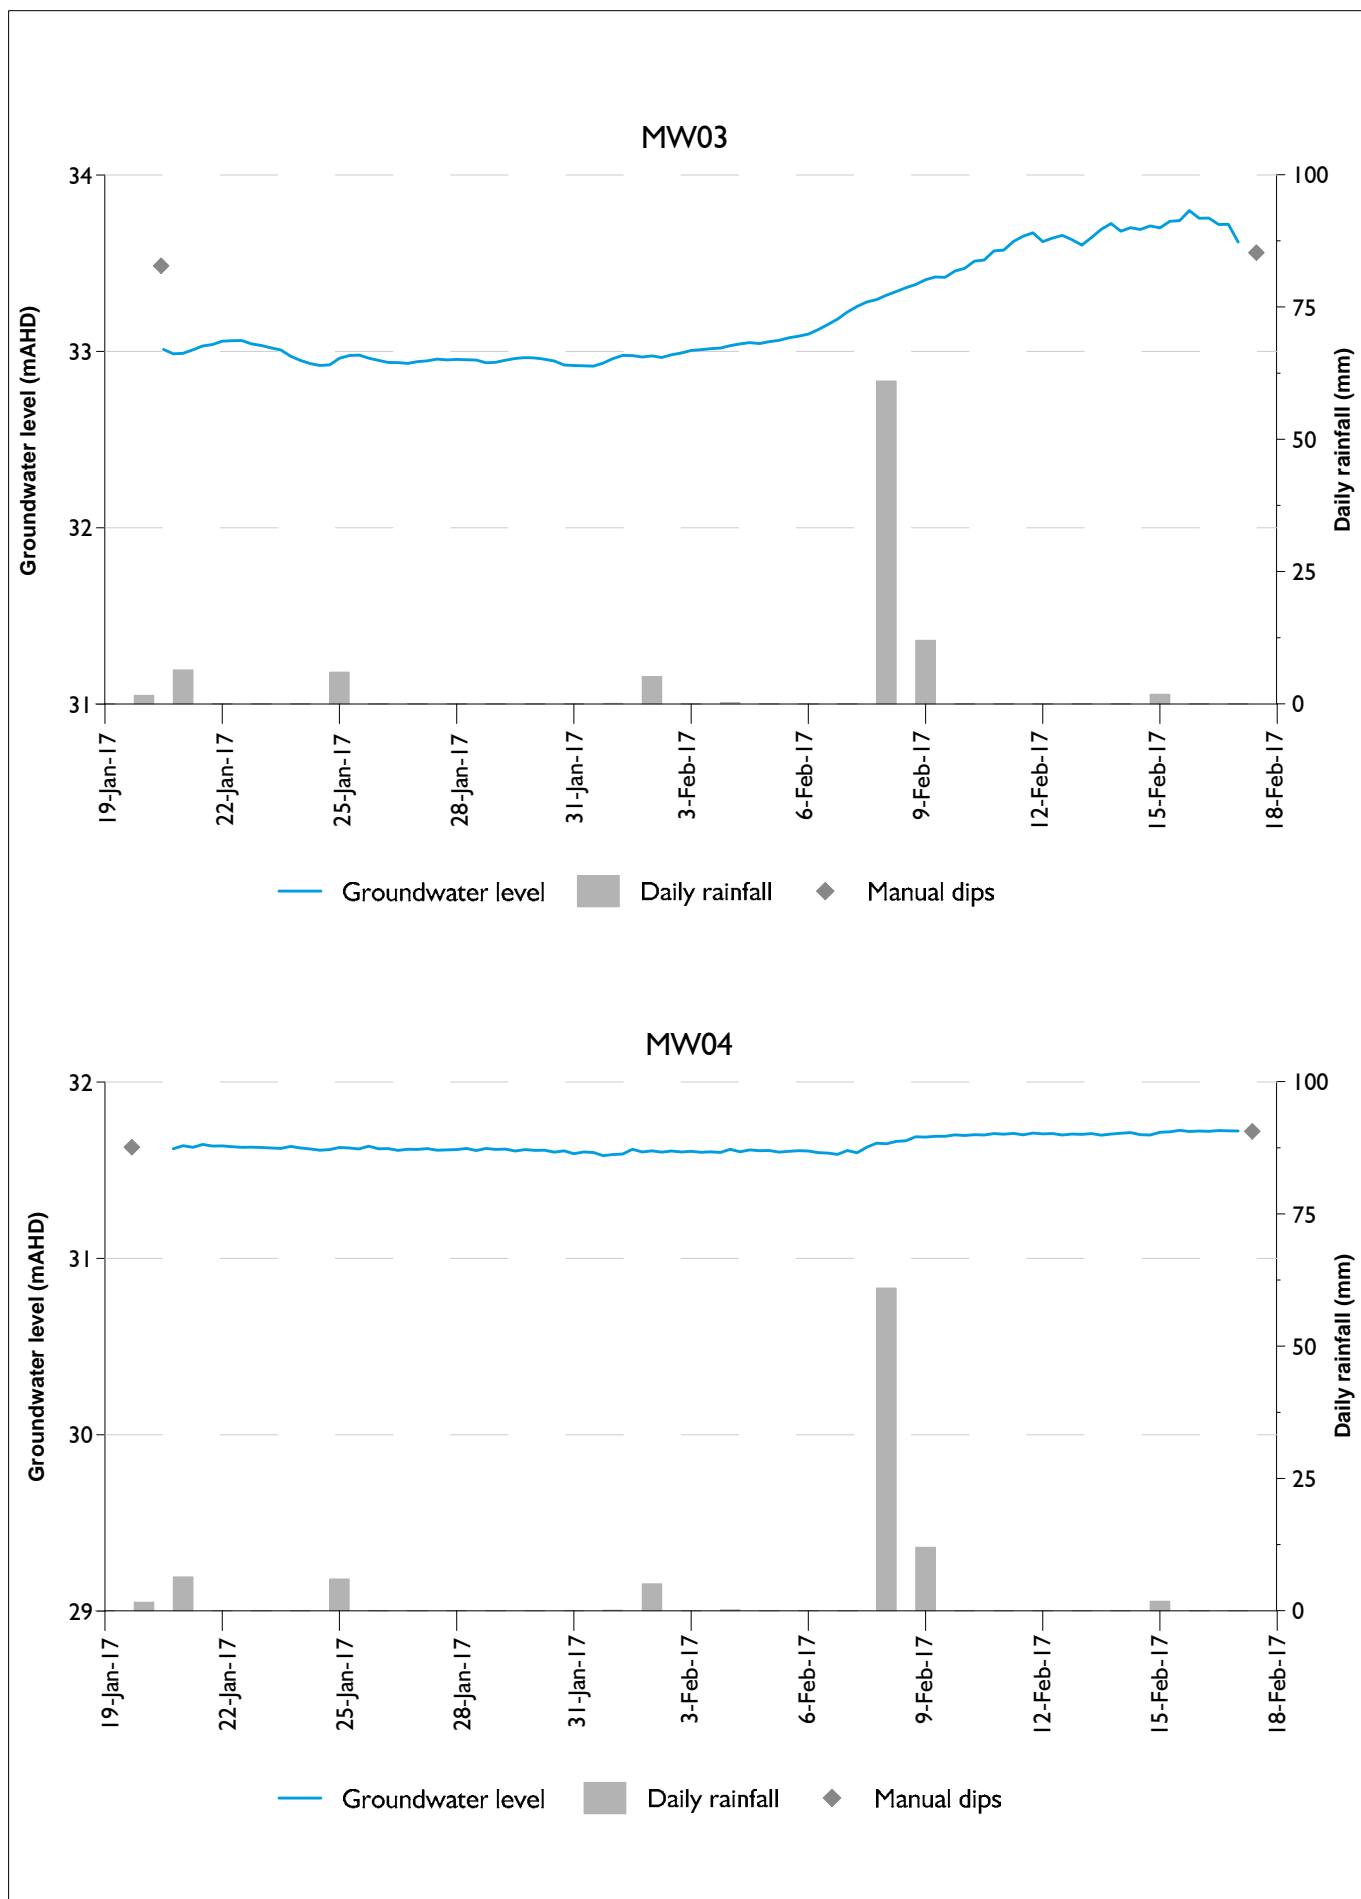 MW03
34
33
32
31
Groundwater level (mAHD)
100
75
50
25
0
Daily rainfall (mm)
19-Jan-17
22-Jan-17
25-Jan-17
28-Jan-17
31-Jan-17
3-Feb-17
6-Feb-17
9-Feb-17
12-Feb-17
15-Feb-17
18-Feb-17
Groundwater level Daily rainfall Manual dips
MW04
32
31
30
29
Groundwater level (mAHD)
100
75
50
25
0
Daily rainfall (mm)
19-Jan-17
22-Jan-17
25-Jan-17
28-Jan-17
31-Jan-17
3-Feb-17
6-Feb-17
9-Feb-17
12-Feb-17
15-Feb-17
18-Feb-17
Groundwater level Daily rainfall Manual dips